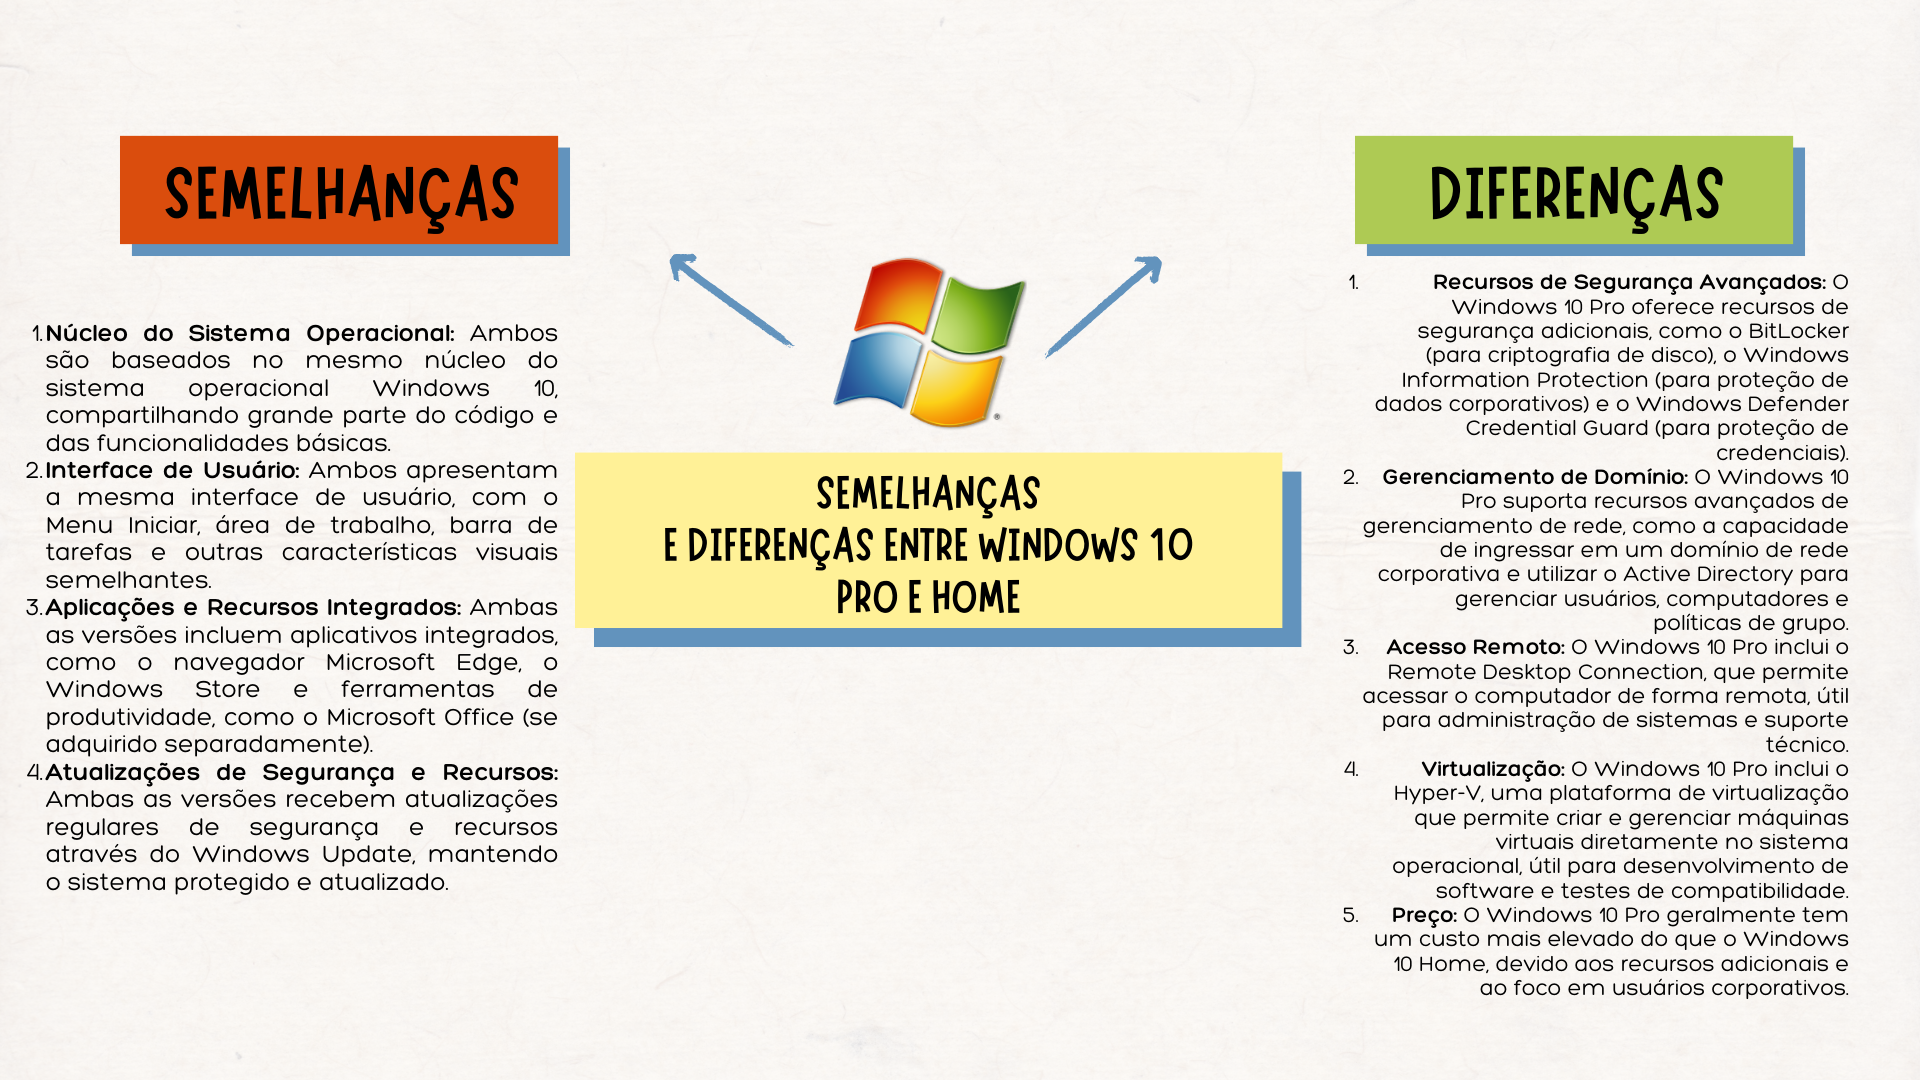 SEMELHANÇAS
1. Núcleo do Sistema Operacional: Ambos
são baseados no mesmo núcleo do
sistema operacional Windows 10,
compartilhando grande parte do código e
das funcionalidades básicas.
2. Interface de Usuário: Ambos apresentam
a mesma interface de usuário, com o
Menu Iniciar, área de trabalho, barra de
tarefas e outras características visuais
semelhantes.
3. Aplicações e Recursos Integrados: Ambas
as versões incluem aplicativos integrados,
como o navegador Microsoft Edge, o
Windows Store e ferramentas de
produtividade, como o Microsoft Office (se
adquirido separadamente).
4. Atualizações de Segurança e Recursos:
Ambas as versões recebem atualizações
regulares de segurança e recursos
através do Windows Update, mantendo
o sistema protegido e atualizado.
®
SEMELHANÇAS
E DIFERENÇAS ENTRE WINDOWS 10
PRO E HOME
DIFERENÇAS
1. Recursos de Segurança Avançados: O
Windows 10 Pro oferece recursos de
segurança adicionais, como o BitLocker
(para criptografia de disco), o Windows
Information Protection (para proteção de
dados corporativos) e o Windows Defender
Credential Guard (para proteção de
credenciais).
2. Gerenciamento de Domínio: O Windows 10
Pro suporta recursos avançados de
gerenciamento de rede, como a capacidade
de ingressar em um domínio de rede
corporativa e utilizar o Active Directory para
gerenciar usuários, computadores e
políticas de grupo.
3. Acesso Remoto: O Windows 10 Pro inclui o
Remote Desktop Connection, que permite
acessar o computador de forma remota, útil
para administração de sistemas e suporte
técnico.
4. Virtualização: O Windows 10 Pro inclui o
Hyper-V, uma plataforma de virtualização
que permite criar e gerenciar máquinas
virtuais diretamente no sistema
operacional, útil para desenvolvimento de
software e testes de compatibilidade.
5. Preço: O Windows 10 Pro geralmente tem
um custo mais elevado do que o Windows
10 Home, devido aos recursos adicionais e
ao foco em usuários corporativos.